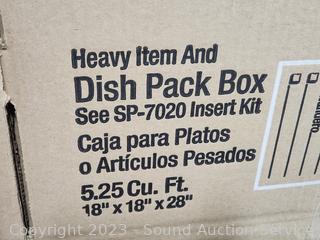 Heavy Item And
Dish Pack Box
See SP-7020 Insert Kit
Caja para Platos
o Artículos Pesados
5.25 Cu. Ft.
18" x 18" x 28"
Copyright 2023 - Sound Auction Service